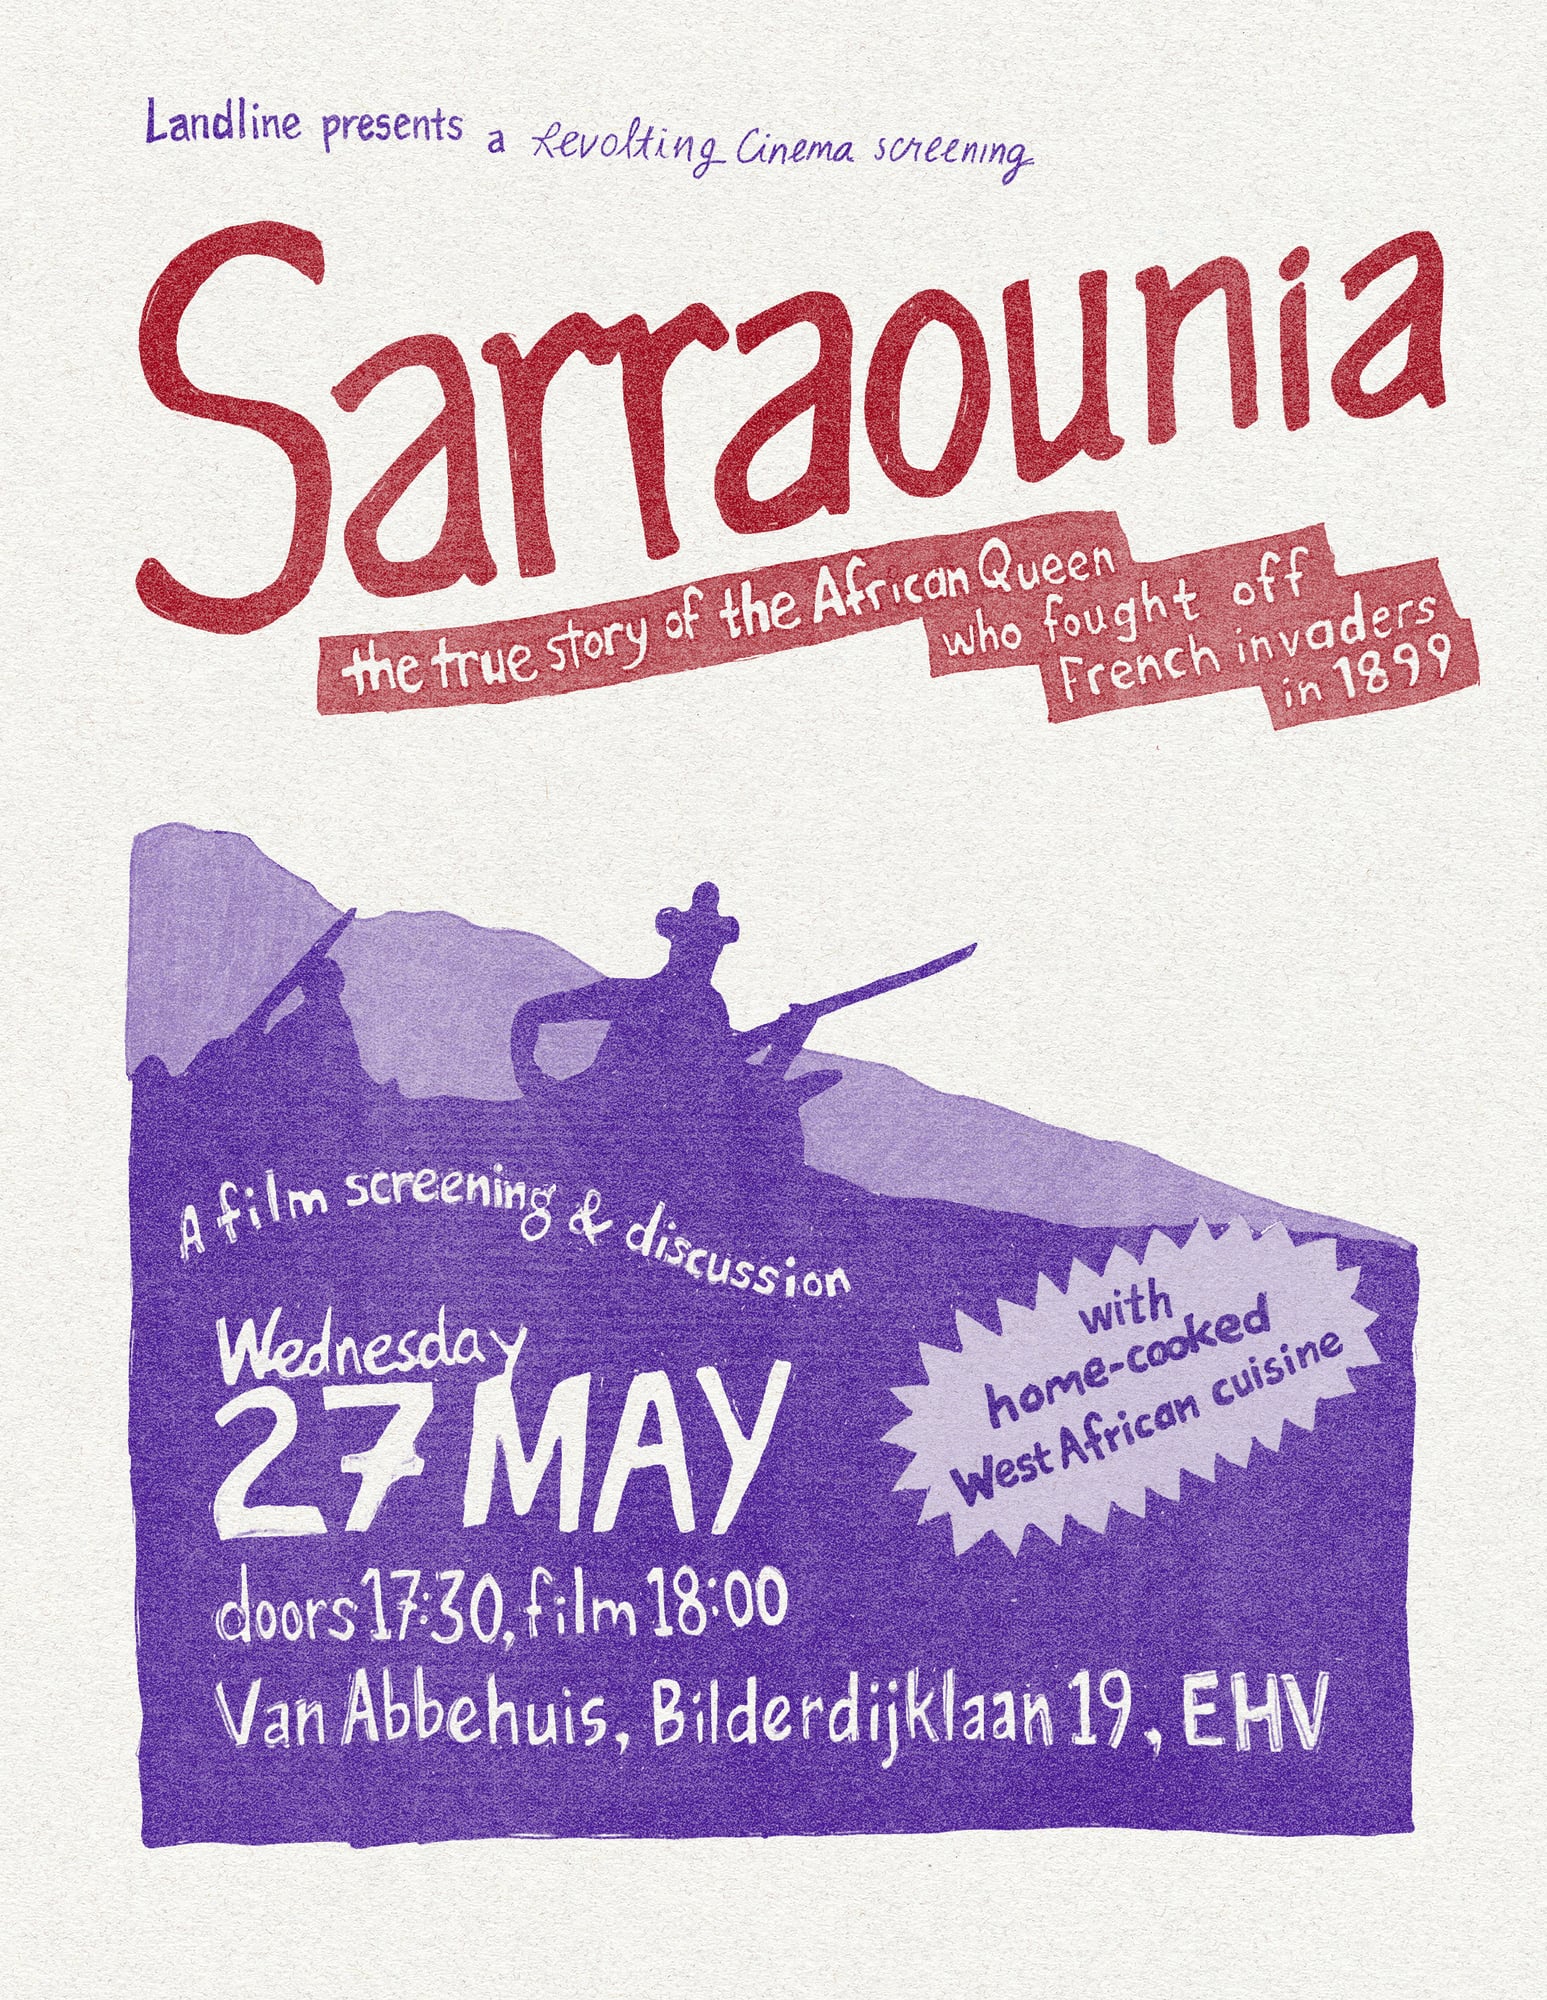 Landline presents a Revolting Cinema screening
Sarraounia
the true story of the African Queen
who fought off
French invaders
in 1899
A film screening & discussion
with
home-cooked
West African cuisine
Wednesday
27 MAY
doors 17:30, film 18:00
Van Abbehuis, Bilderdijklaan 19, EHV